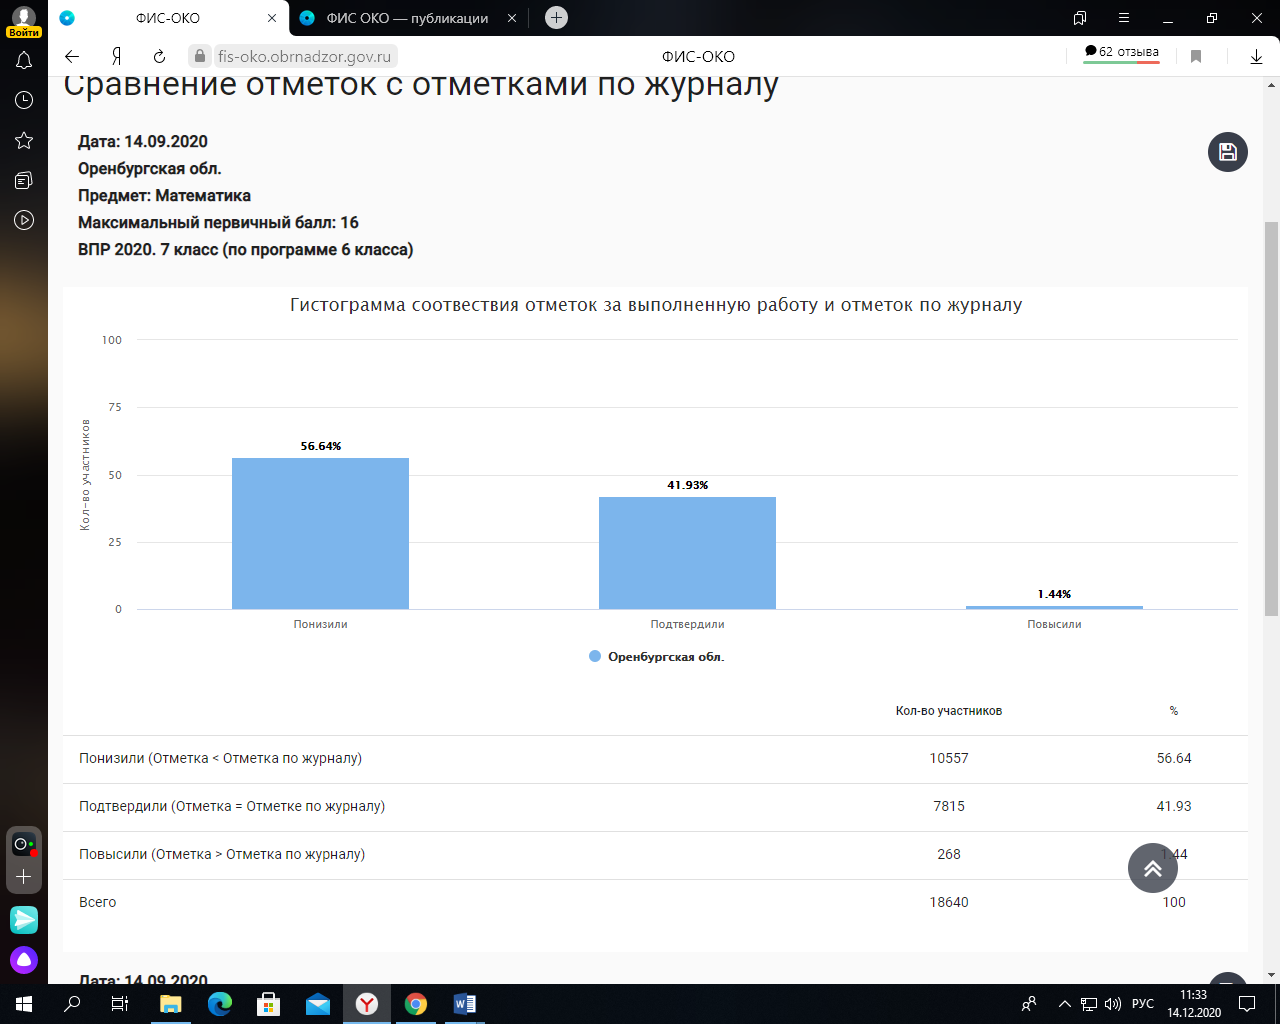 Войти
ФИС-ОКО
ФИС ОКО — публикации
fis-oko.obrnadzor.gov.ru
ФИС-ОКО
62 отзыва
Сравнение отметок с отметками по журналу
Дата: 14.09.2020
Оренбургская обл.
Предмет: Математика
Максимальный первичный балл: 16
ВПР 2020. 7 класс (по программе 6 класса)
Гистограмма соотвествия отметок за выполненную работу и отметок по журналу
Кол-во участников
100
75
50
25
0
56.64%
41.93%
1.44%
Понизили
Подтвердили
Повысили
Оренбургская обл.
Кол-во участников %
Понизили (Отметка < Отметка по журналу) 10557 56.64
Подтвердили (Отметка = Отметке по журналу) 7815 41.93
Повысили (Отметка > Отметка по журналу) 268 1.44
Всего 18640 100
Дата: 14.09.2020
РУС
11:33
14.12.2020